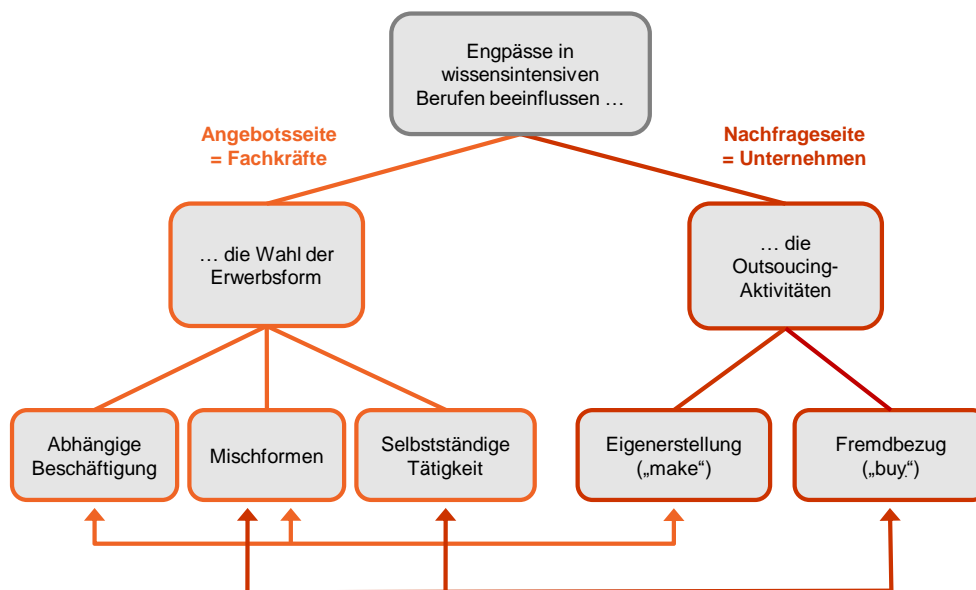 Engpässe in
wissensintensiven
Berufen beeinflussen …
Angebotsseite
= Fachkräfte
Nachfrageseite
= Unternehmen
… die Wahl der
Erwerbsform
… die
Outsoucing-
Aktivitäten
Abhängige
Beschäftigung
Mischformen
Selbstständige
Tätigkeit
Eigenerstellung
(„make“)
Fremdbezug
(„buy“)